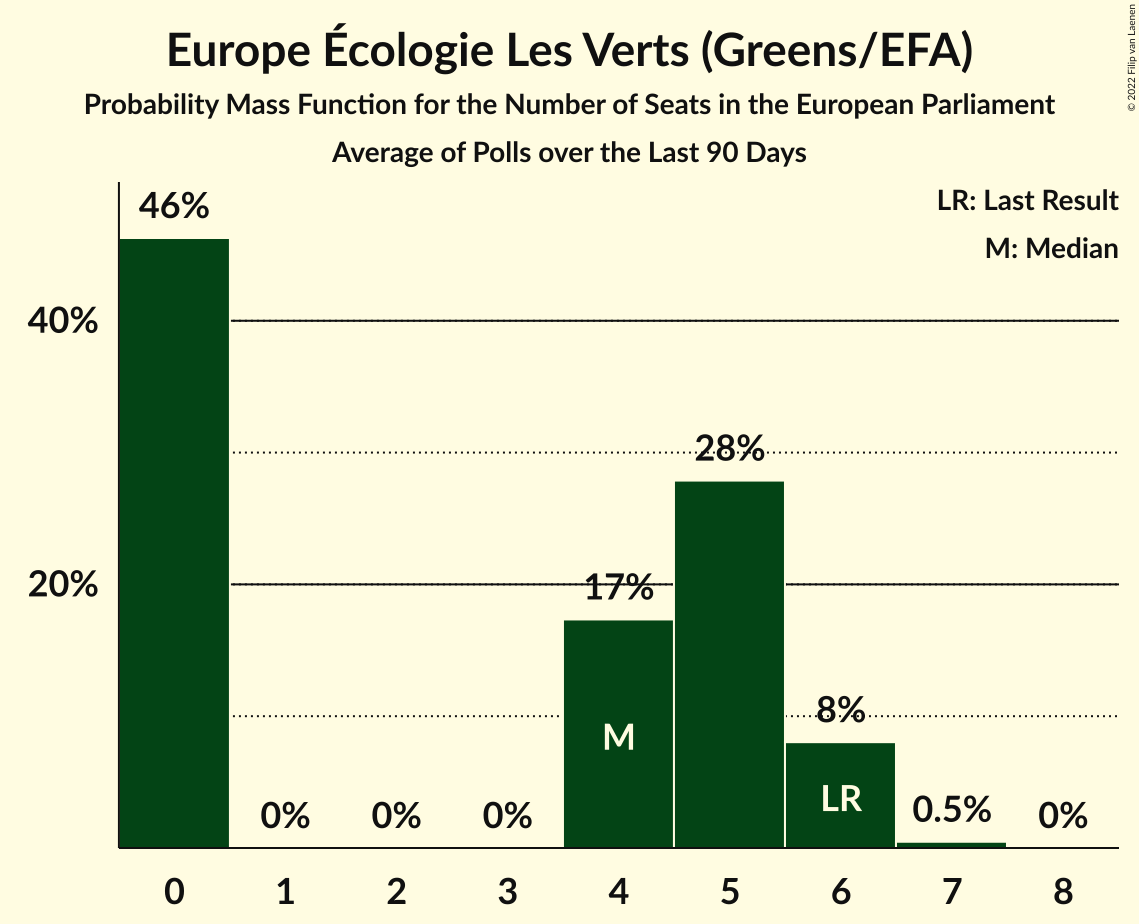 Europe Écologie Les Verts (Greens/EFA)
Probability Mass Function for the Number of Seats in the European Parliament
Average of Polls over the Last 90 Days
© 2022 Filip van Laenen
LR: Last Result
M: Median
46%
40%
28%
20%
17%
8%
M
LR
0%
0%
0%
0.5%
0%
0 1 2 3 4 5 6 7 8